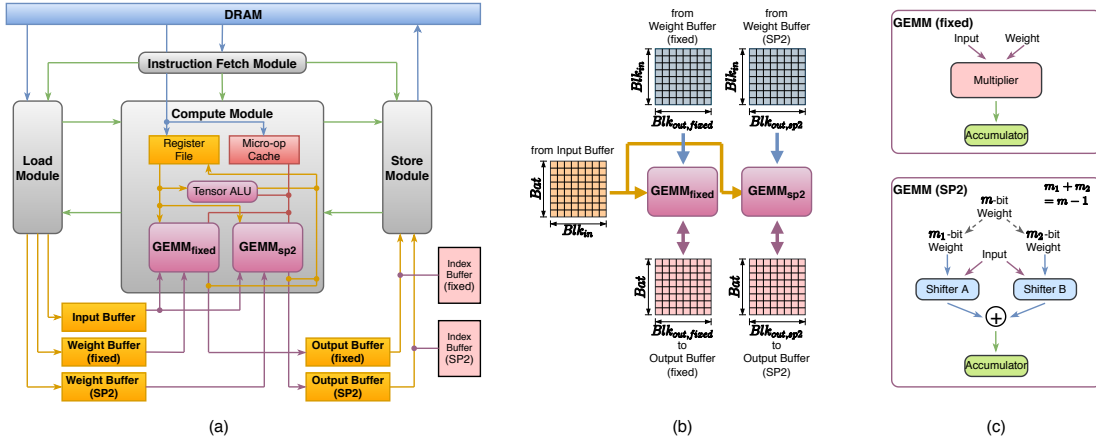 DRAM
Instruction Fetch Module
Load
Module
Compute Module
Register
File
Micro-op
Cache
Tensor ALU
GEMMfixed
GEMMsp2
Store
Module
Index
Buffer
(fixed)
Index
Buffer
(SP2)
Input Buffer
Weight Buffer
(fixed)
Weight Buffer
(SP2)
Output Buffer
(fixed)
Output Buffer
(SP2)
(a)
from
Weight Buffer
(fixed)
from
Weight Buffer
(SP2)
Blkin
Blkout,fixed
Blkin
Blkout,sp2
from Input Buffer
Bat
Blkin
GEMMfixed
GEMMsp2
Bat
Blkout,fixed
to
Output Buffer
(fixed)
Bat
Blkout,sp2
to
Output Buffer
(SP2)
(b)
GEMM (fixed)
Input
Weight
Multiplier
Accumulator
GEMM (SP2)
m1 + m2
= m − 1
m-bit
Weight
m1-bit
Weight
m2-bit
Weight
Input
Shifter A
Shifter B
+
Accumulator
(c)